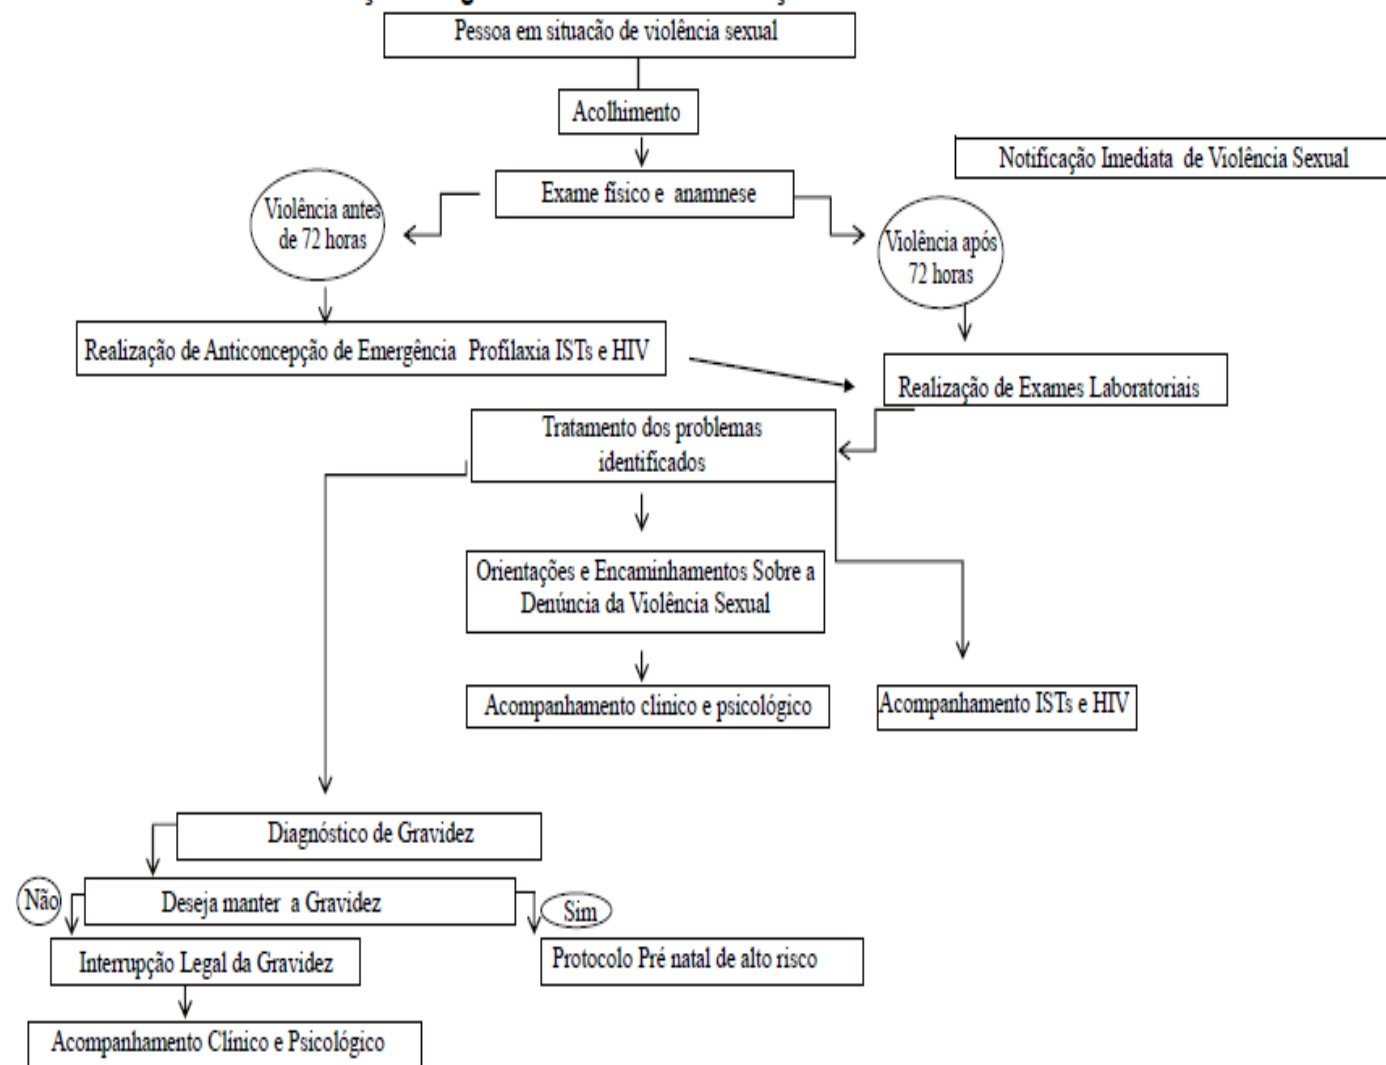 Pessoa em situacão de violência sexual
Acolhimento
Notificação Imediata de Violência Sexual
Exame físico e anamnese
Violência antes
de 72 horas
Violência após
72 horas
Realização de Anticoncepção de Emergência Profilaxia ISTs e HIV
Realização de Exames Laboratoriais
Tratamento dos problemas
identificados
Orientações e Encaminhamentos Sobre a
Denúncia da Violência Sexual
Acompanhamento clinico e psicológico
Acompanhamento ISTs e HIV
Diagnóstico de Gravidez
Não
Deseja manter a Gravidez
Sim
Interrupção Legal da Gravidez
Protocolo Pré natal de alto risco
Acompanhamento Clínico e Psicológico